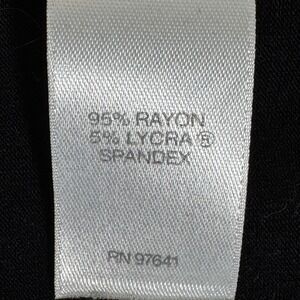 95% RAYON
5% LYCRA®
SPANDEX
RN 97641